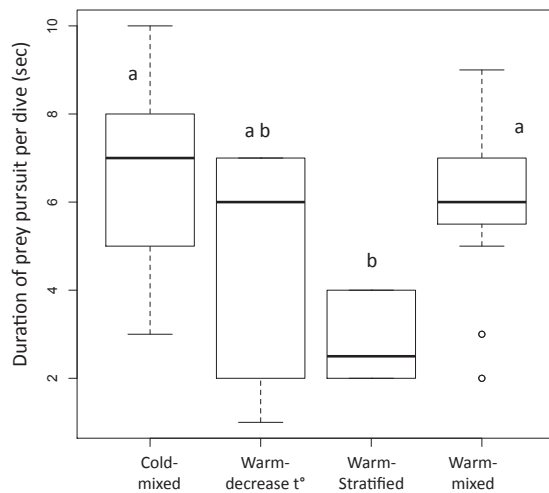 Duration of prey pursuit per dive (sec)
10
8
6
4
2
a
a b
b
a
Cold-
mixed
Warm-
decrease t°
Warm-
Stratified
Warm-
mixed